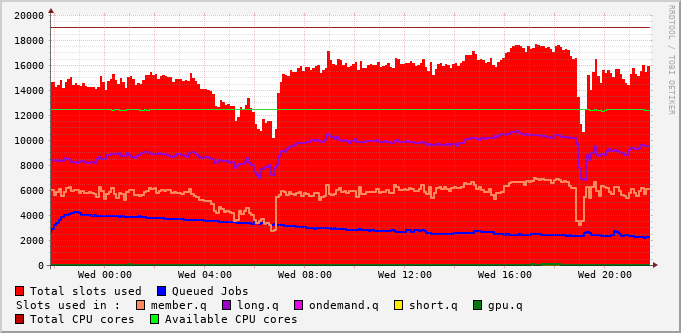 20000
18000
16000
14000
12000
10000
8000
6000
4000
2000
0
Wed 00:00 Wed 04:00 Wed 08:00 Wed 12:00 Wed 16:00 Wed 20:00
RRDTOOL / TOBI OETIKER
Total slots used Queued Jobs
Slots used in : member.q long.q ondemand.q short.q gpu.q
Total CPU cores Available CPU cores